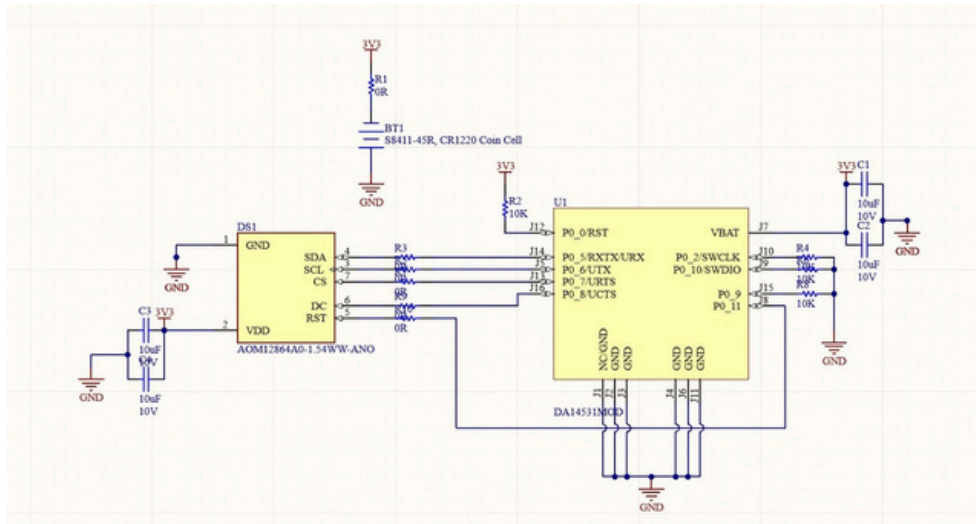 3V3
R1
0R
BT1
S8411-45R, CR1220 Coin Cell
GND
3V3
R2
10K
U1
J12
P0_0/RST
J14
P0_5/RXTX/URX
J5
P0_6/UTX
J13
P0_7/URTS
J16
P0_8/UCTS
VBAT
J7
P0_2/SWCLK
J10
P0_10/SWDIO
J9
P0_9
J15
P0_11
J8
NC/GND
GND
GND
GND
GND
GND
J1
J2
J3
J4
J6
J11
DA14531MOD
GND
3V3
C1
10uF
10V
C2
10uF
10V
GND
R4
10K
GND
DS1
1
GND
SDA
4
SCL
CS
7
DC
6
RST
5
2
VDD
AOM12864A0-1.54WW-ANO
R3
0R
0R
GND
C3
3V3
10uF
10V
10uF
10V
GND